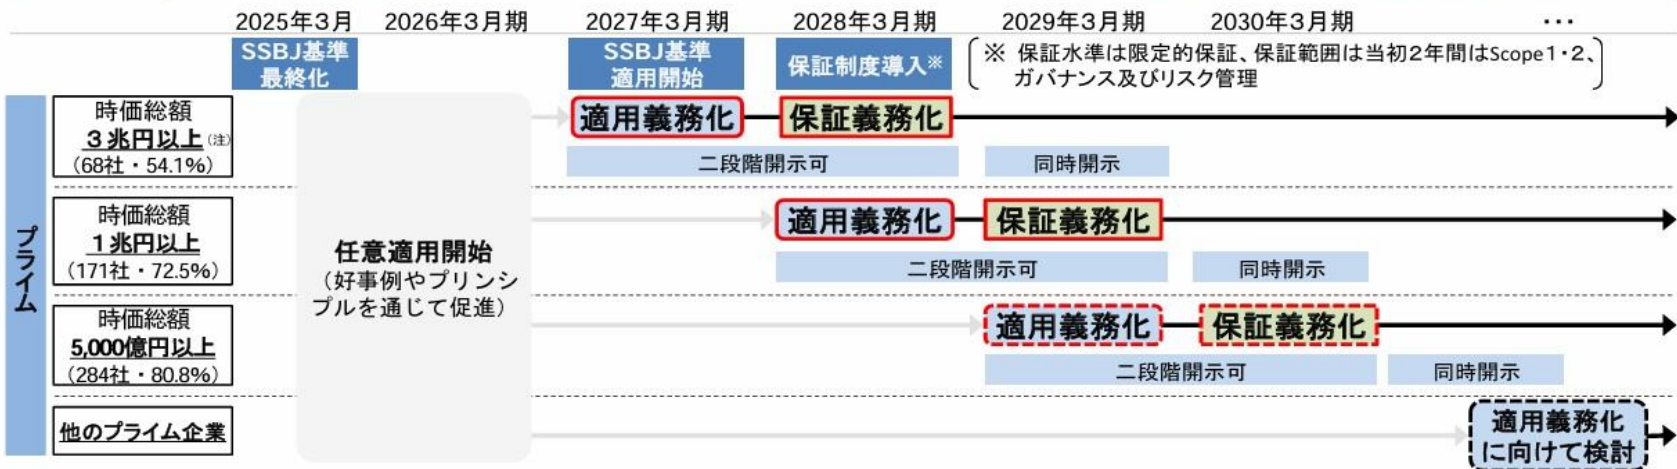 2025年3月 2026年3月期 2027年3月期 2028年3月期 2029年3月期 2030年3月期 …
SSBJ基準
最終化
SSBJ基準
適用開始
保証制度導入※
※ 保証水準は限定的保証、保証範囲は当初2年間はScope1・2、
ガバナンス及びリスク管理
プライム
時価総額
3兆円以上(注)
(68社・54.1%)
適用義務化
保証義務化
二段階開示可
同時開示
時価総額
1兆円以上
(171社・72.5%)
任意適用開始
(好事例やプリンシ
プルを通じて促進)
適用義務化
保証義務化
二段階開示可
同時開示
時価総額
5,000億円以上
(284社・80.8%)
適用義務化
保証義務化
二段階開示可
同時開示
他のプライム企業
適用義務化
に向けて検討